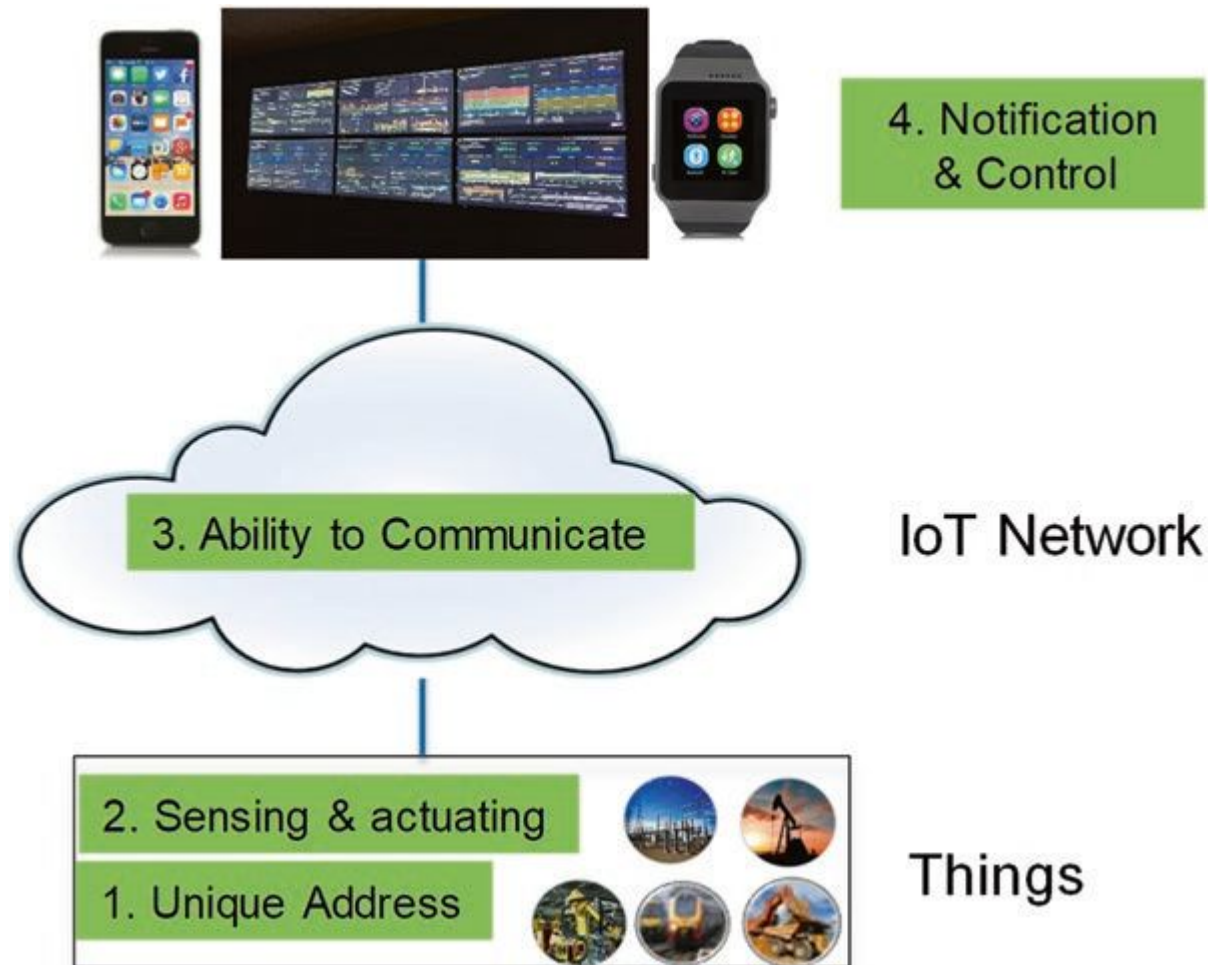 4. Notification
& Control
3. Ability to Communicate
IoT Network
2. Sensing & actuating
1. Unique Address
Things